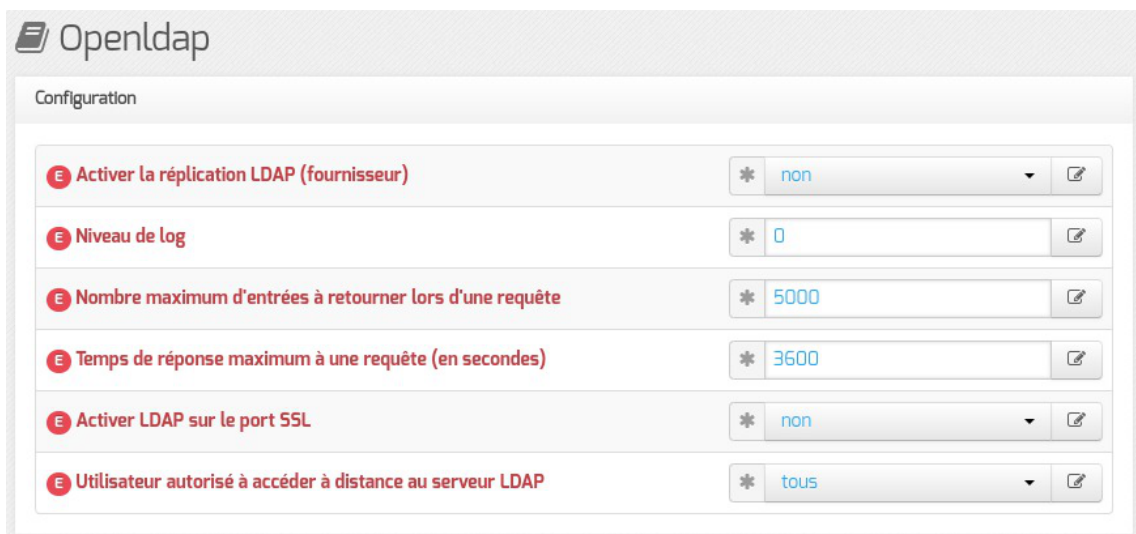 Openldap
Configuration
E Activer la réplication LDAP (fournisseur) * non
E Niveau de log * 0
E Nombre maximum d'entrées à retourner lors d'une requête * 5000
E Temps de réponse maximum à une requête (en secondes) * 3600
E Activer LDAP sur le port SSL * non
E Utilisateur autorisé à accéder à distance au serveur LDAP * tous